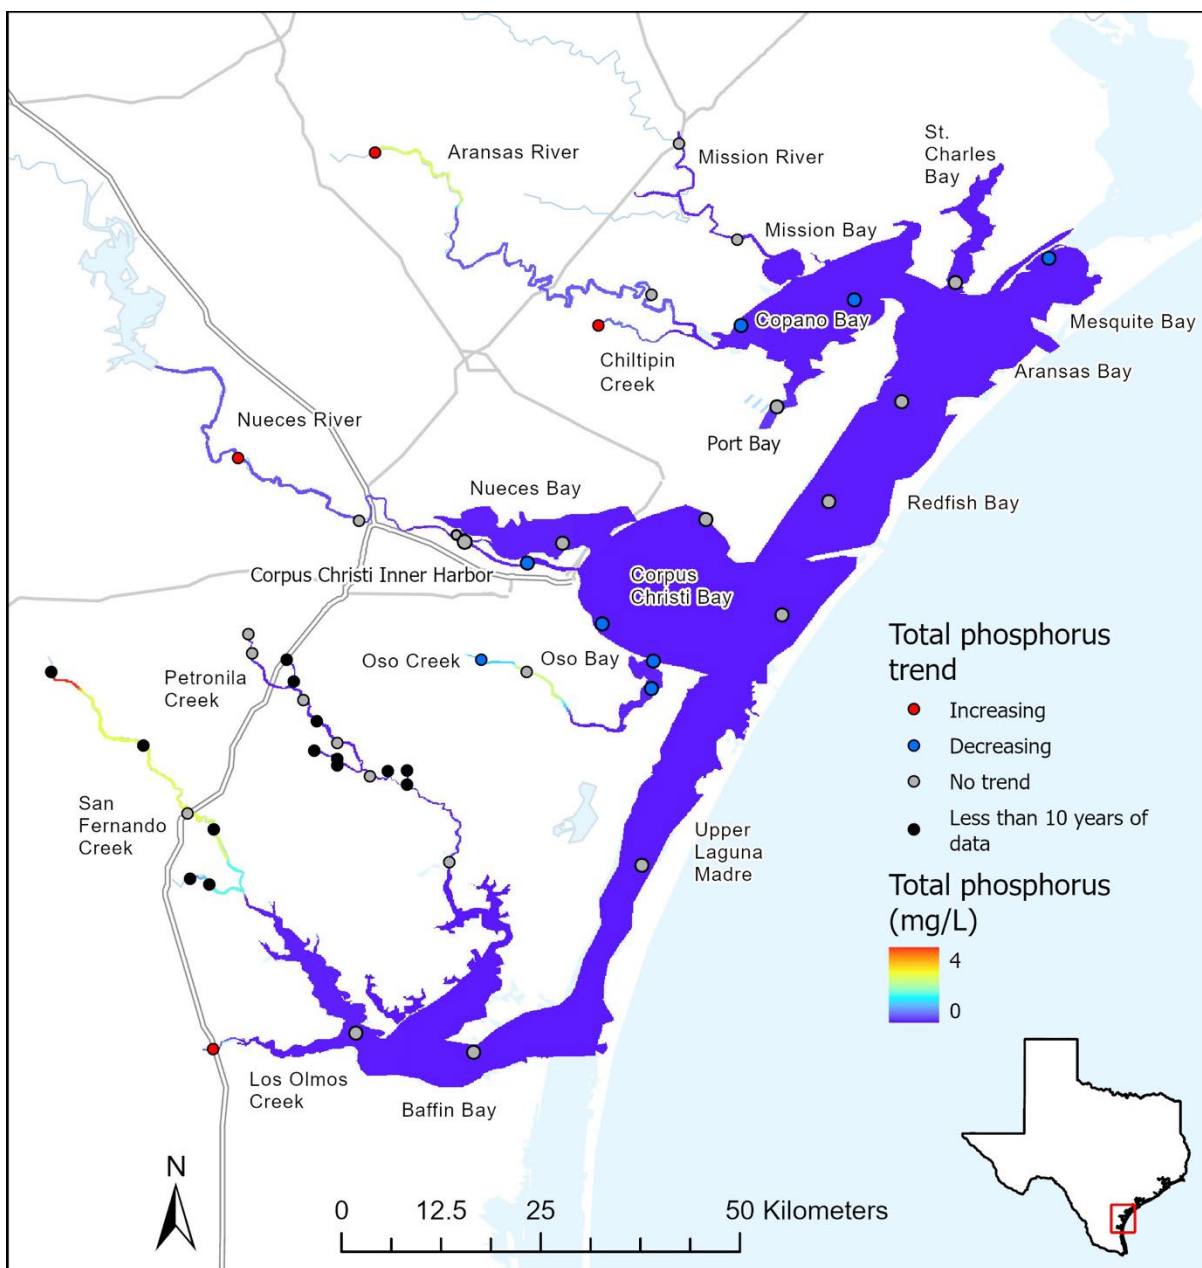 Aransas River
Mission River
St.
Charles
Bay
Mission Bay
Copano Bay
Mesquite Bay
Aransas Bay
Chiltipin
Creek
Port Bay
Nueces River
Nueces Bay
Redfish Bay
Corpus Christi Inner Harbor
Corpus
Christi Bay
Oso Creek
Oso Bay
Petronila
Creek
San
Fernando
Creek
Upper
Laguna
Madre
Los Olmos
Creek
Baffin Bay
Total phosphorus
trend
Increasing
Decreasing
No trend
Less than 10 years of
data
Total phosphorus
(mg/L)
4
0
N
0 12.5 25 50 Kilometers